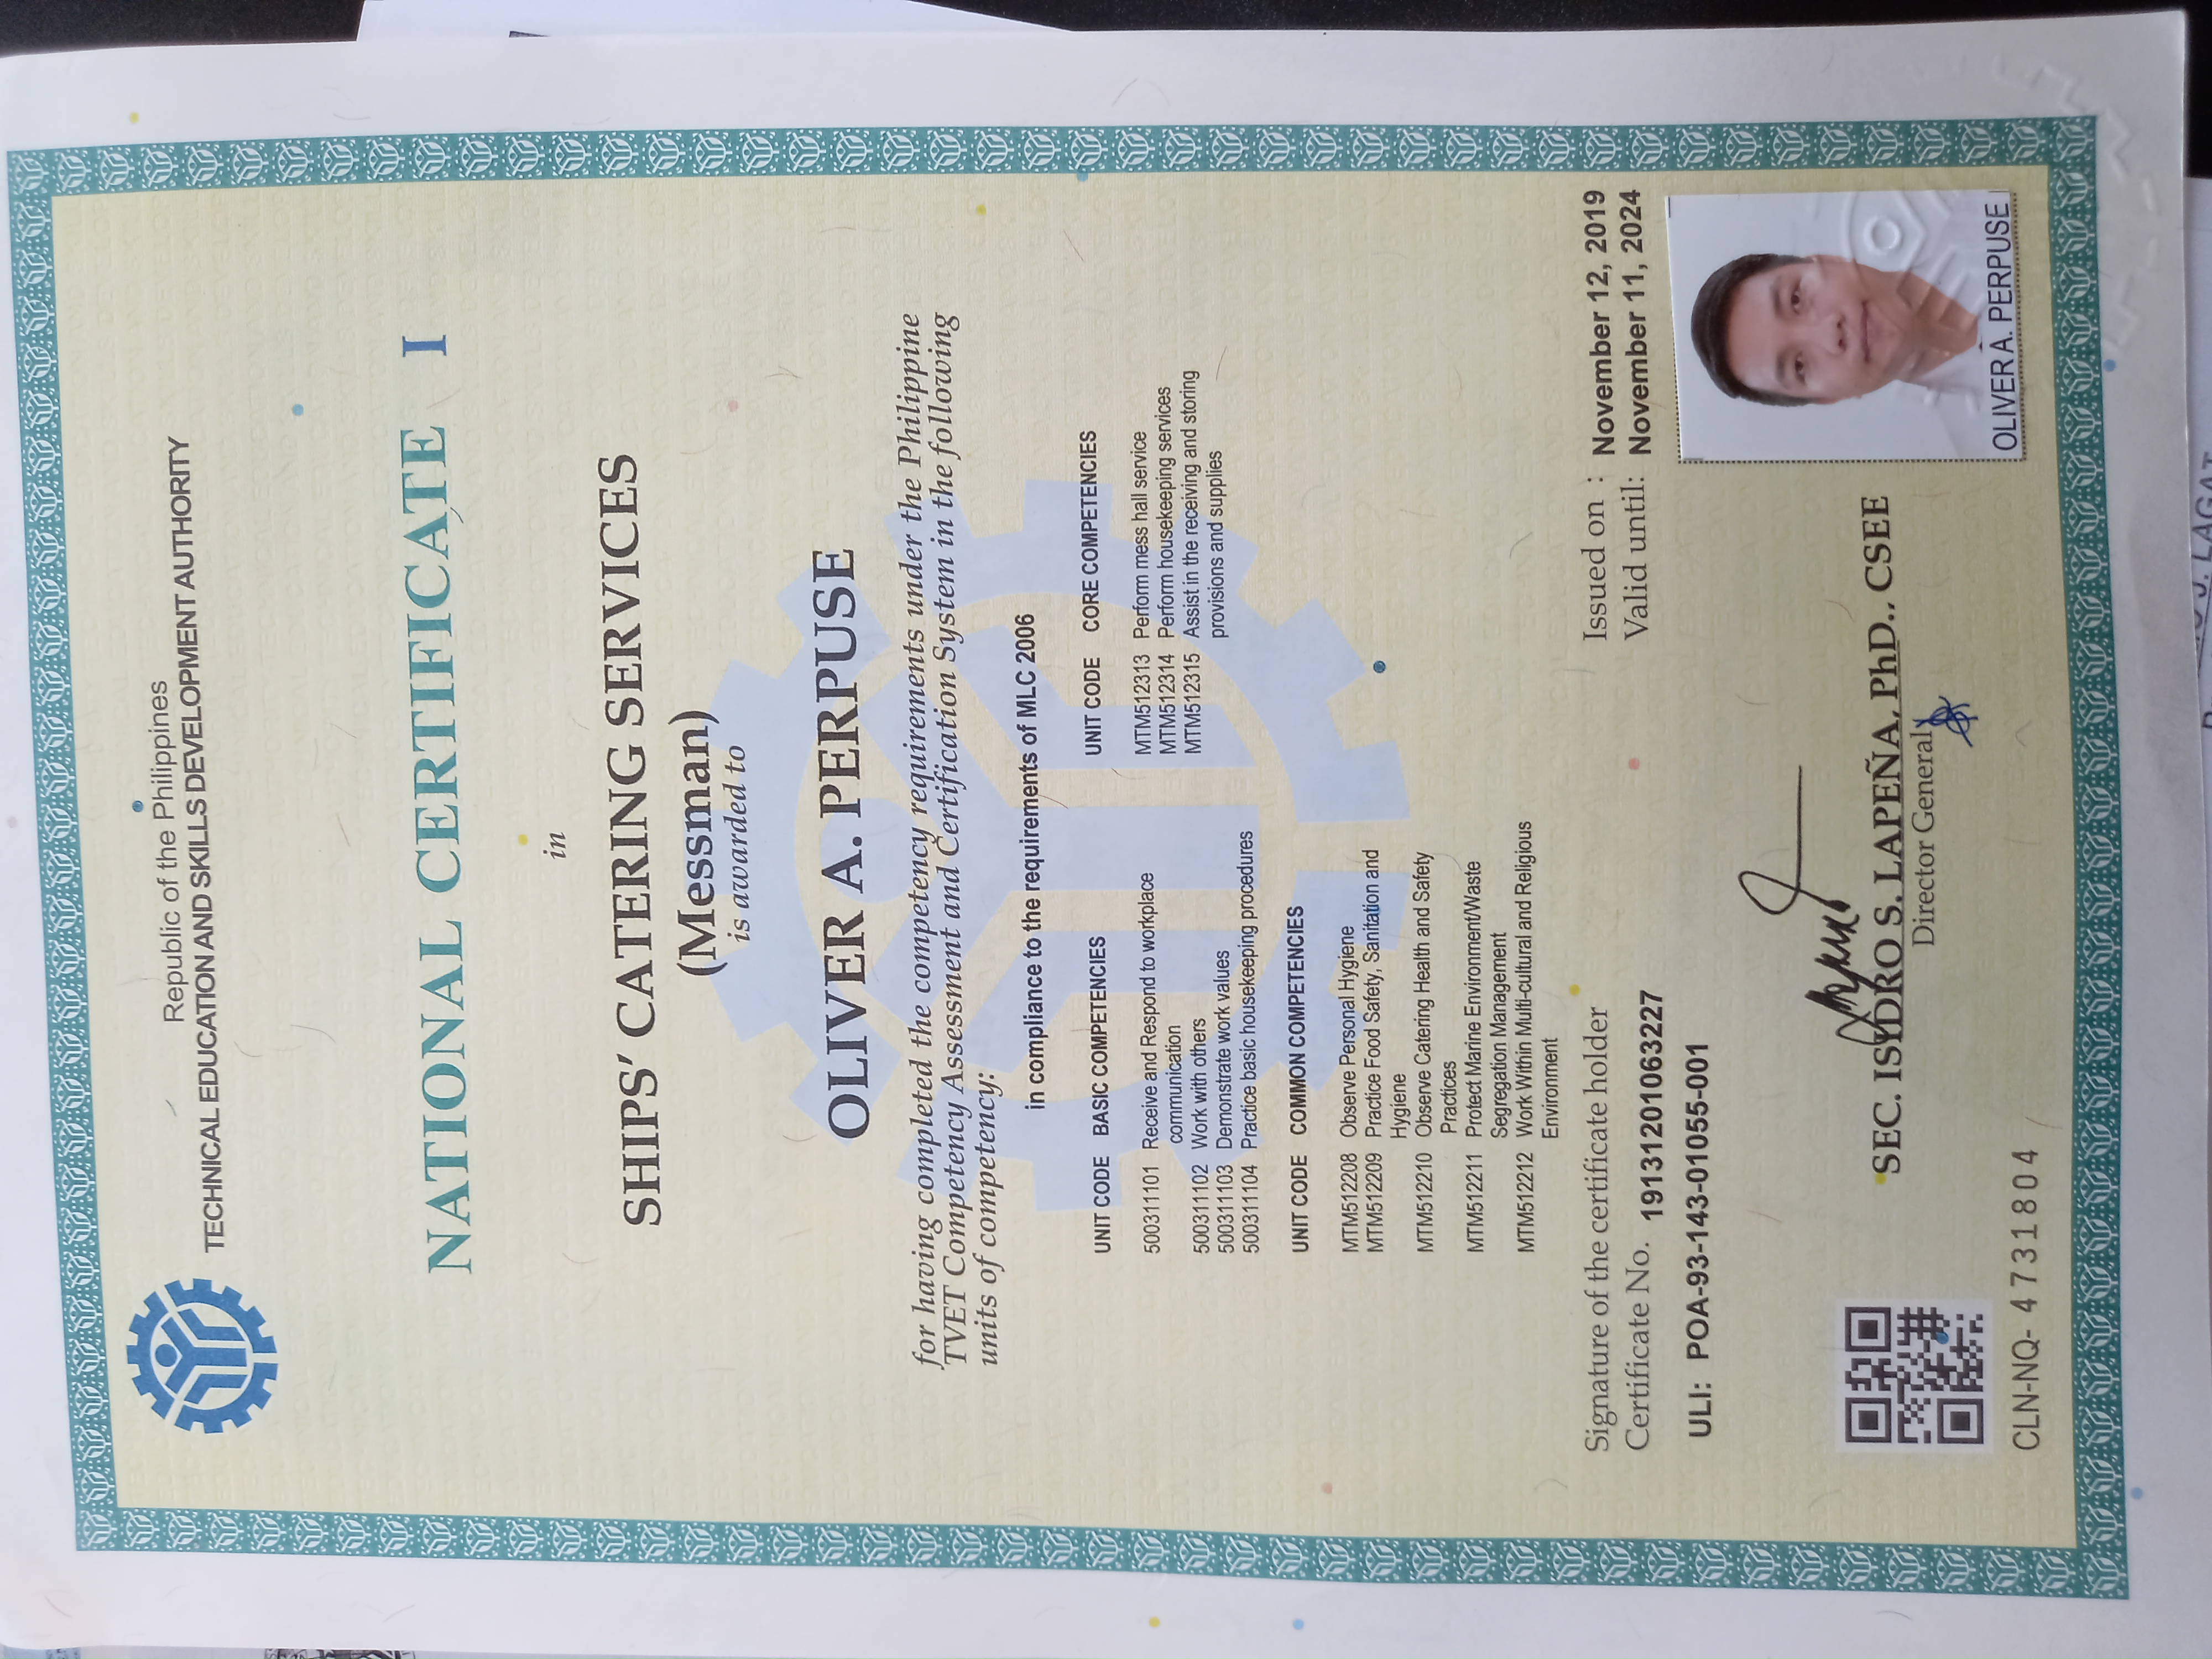 Republic of the Philippines
TECHNICAL EDUCATION AND SKILLS DEVELOPMENT AUTHORITY
NATIONAL CERTIFICATE I
in
SHIPS' CATERING SERVICES
(Messman)
is awarded to
OLIVER A. PERPUSE
for having completed the competency requirements under the Philippine
TVET Competency Assessment and Certification System in the following
units of competency:
in compliance to the requirements of MLC 2006
UNIT CODE BASIC COMPETENCIES
500311101 Receive and Respond to workplace
communication
500311102 Work with others
500311103 Demonstrate work values
500311104 Practice basic housekeeping procedures
UNIT CODE COMMON COMPETENCIES
MTM512208 Observe Personal Hygiene
MTM512209 Practice Food Safety, Sanitation and
Hygiene
MTM512210 Observe Catering Health and Safety
Practices
MTM512211 Protect Marine Environment/Waste
Segregation Management
MTM512212 Work Within Multi-cultural and Religious
Environment
UNIT CODE CORE COMPETENCIES
MTM512313 Perform mess hall service
MTM512314 Perform housekeeping services
MTM512315 Assist in the receiving and storing
provisions and supplies
Signature of the certificate holder
Certificate No. 19131201063227
ULI: POA-93-143-01055-001
Issued on : November 12, 2019
Valid until: November 11, 2024
SEC. ISIDRO S. LAPEÑA, PhD., CSEE
Director General
OLIVER A. PERPUSE
CLN-NQ- 4731804
J. LAGAT